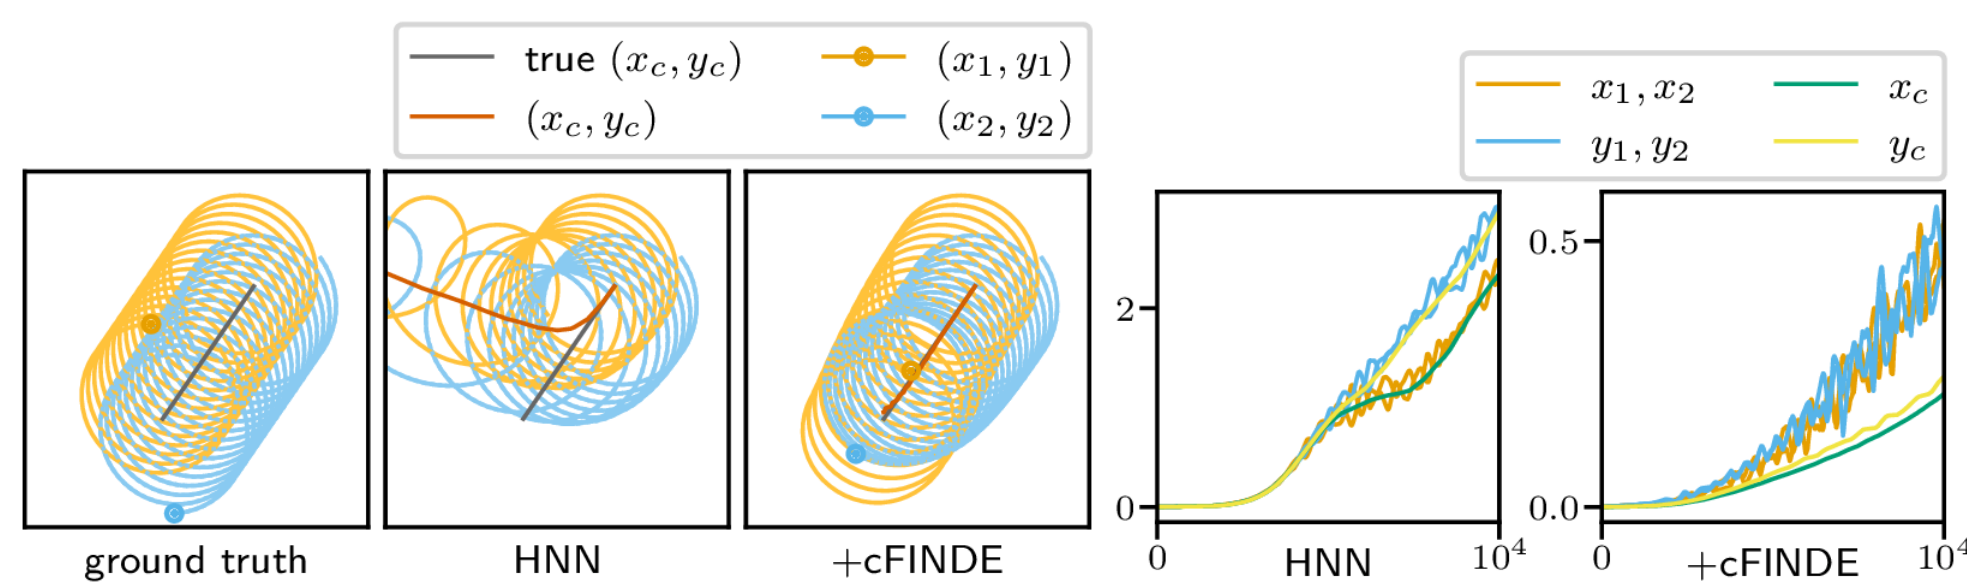 true (x_c, y_c)
(x_1, y_1)
(x_c, y_c)
(x_2, y_2)
x_1, x_2
x_c
y_1, y_2
y_c
ground truth
HNN
+cFINDE
2
0
0
10^4
HNN
0.5
0.0
0
10^4
+cFINDE